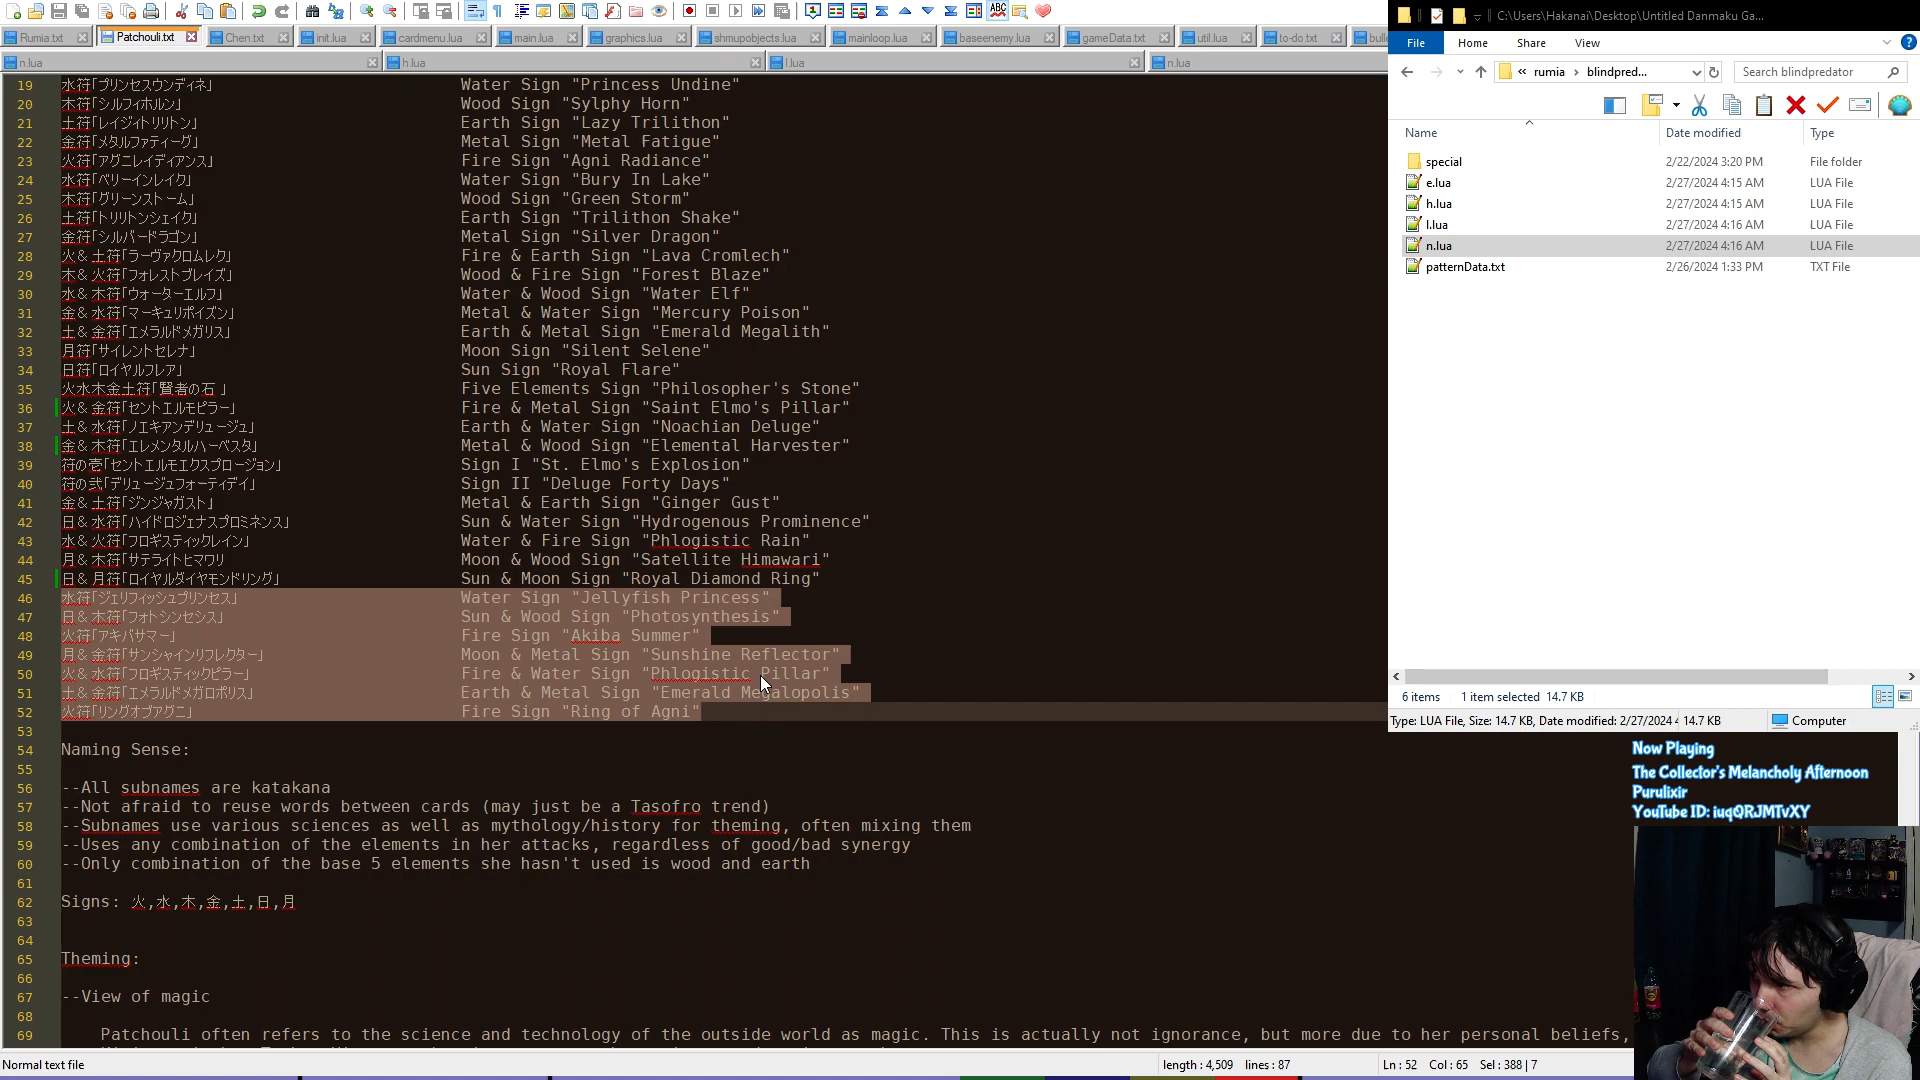 C:\Users\Hakanai\Desktop\Untitled Danmaku Ga...
Rumia.txt
Patchouli.txt
Chen.txt
init.lua
cardmenu.lua
main.lua
graphics.lua
shmupobjects.lua
mainloop.lua
baseenemy.lua
gameData.txt
util.lua
to-do.txt
n.lua
h.lua
l.lua
n.lua
File Home Share View
« rumia › blindpred...
Search blindpredator
Name Date modified Type
special 2/22/2024 3:20 PM File folder
e.lua 2/27/2024 4:15 AM LUA File
h.lua 2/27/2024 4:15 AM LUA File
l.lua 2/27/2024 4:16 AM LUA File
n.lua 2/27/2024 4:16 AM LUA File
patternData.txt 2/26/2024 1:33 PM TXT File
19 水符「プリンセスウンディネ」 Water Sign "Princess Undine"
20 木符「シルフィホルン」 Wood Sign "Sylphy Horn"
21 土符「レイジィトリリトン」 Earth Sign "Lazy Trilithon"
22 金符「メタルファティーグ」 Metal Sign "Metal Fatigue"
23 火符「アグニレイディアンス」 Fire Sign "Agni Radiance"
24 水符「ベリーインレイク」 Water Sign "Bury In Lake"
25 木符「グリーンストーム」 Wood Sign "Green Storm"
26 土符「トリリトンシェイク」 Earth Sign "Trilithon Shake"
27 金符「シルバードラゴン」 Metal Sign "Silver Dragon"
28 火＆土符「ラーヴァクロムレク」 Fire & Earth Sign "Lava Cromlech"
29 木＆火符「フォレストブレイズ」 Wood & Fire Sign "Forest Blaze"
30 水＆木符「ウォーターエルフ」 Water & Wood Sign "Water Elf"
31 金＆水符「マーキュリポイズン」 Metal & Water Sign "Mercury Poison"
32 土＆金符「エメラルドメガリス」 Earth & Metal Sign "Emerald Megalith"
33 月符「サイレントセレナ」 Moon Sign "Silent Selene"
34 日符「ロイヤルフレア」 Sun Sign "Royal Flare"
35 火水木金土符「賢者の石 」 Five Elements Sign "Philosopher's Stone"
36 火＆金符「セントエルモピラー」 Fire & Metal Sign "Saint Elmo's Pillar"
37 土＆水符「ノエキアンデリュージュ」 Earth & Water Sign "Noachian Deluge"
38 金＆木符「エレメンタルハーベスタ」 Metal & Wood Sign "Elemental Harvester"
39 符の壱「セントエルモエクスプロージョン」 Sign I "St. Elmo's Explosion"
40 符の弐「デリュージュフォーティデイ」 Sign II "Deluge Forty Days"
41 金＆土符「ジンジャガスト」 Metal & Earth Sign "Ginger Gust"
42 日＆水符「ハイドロジェナスプロミネンス」 Sun & Water Sign "Hydrogenous Prominence"
43 水＆火符「フロギスティックレイン」 Water & Fire Sign "Phlogistic Rain"
44 月＆木符「サテライトヒマワリ Moon & Wood Sign "Satellite Himawari"
45 日＆月符「ロイヤルダイヤモンドリング」 Sun & Moon Sign "Royal Diamond Ring"
46 水符「ジェリフィッシュプリンセス」 Water Sign "Jellyfish Princess"
47 日＆木符「フォトシンセシス」 Sun & Wood Sign "Photosynthesis"
48 火符「アキバサマー」 Fire Sign "Akiba Summer"
49 月＆金符「サンシャインリフレクター」 Moon & Metal Sign "Sunshine Reflector"
50 火＆水符「フロギスティックピラー」 Fire & Water Sign "Phlogistic Pillar"
51 土＆金符「エメラルドメガロポリス」 Earth & Metal Sign "Emerald Megalopolis"
52 火符「リングオブアグニ」 Fire Sign "Ring of Agni"
53
54 Naming Sense:
55
56 --All subnames are katakana
57 --Not afraid to reuse words between cards (may just be a Tasofro trend)
58 --Subnames use various sciences as well as mythology/history for theming, often mixing them
59 --Uses any combination of the elements in her attacks, regardless of good/bad synergy
60 --Only combination of the base 5 elements she hasn't used is wood and earth
61
62 Signs: 火,水,木,金,土,日,月
63
64
65 Theming:
66
67 --View of magic
68
69 Patchouli often refers to the science and technology of the outside world as magic. This is actually not ignorance, but more due to her personal beliefs,
6 items 1 item selected 14.7 KB
Type: LUA File, Size: 14.7 KB, Date modified: 2/27/2024 4 14.7 KB Computer
Now Playing
The Collector's Melancholy Afternoon
Purulixir
YouTube ID: iuqQRJMTvXY
Normal text file length : 4,509 lines : 87 Ln : 52 Col : 65 Sel : 388 | 7